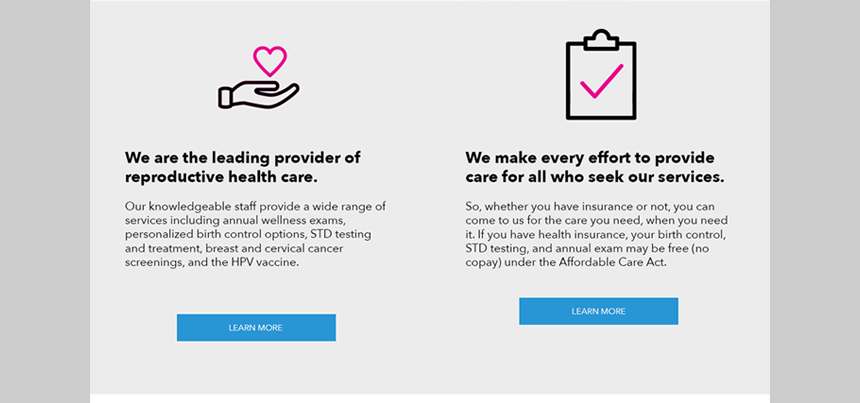 We are the leading provider of
reproductive health care.
Our knowledgeable staff provide a wide range of
services including annual wellness exams,
personalized birth control options, STD testing
and treatment, breast and cervical cancer
screenings, and the HPV vaccine.
LEARN MORE
We make every effort to provide
care for all who seek our services.
So, whether you have insurance or not, you can
come to us for the care you need, when you need
it. If you have health insurance, your birth control,
STD testing, and annual exam may be free (no
copay) under the Affordable Care Act.
LEARN MORE